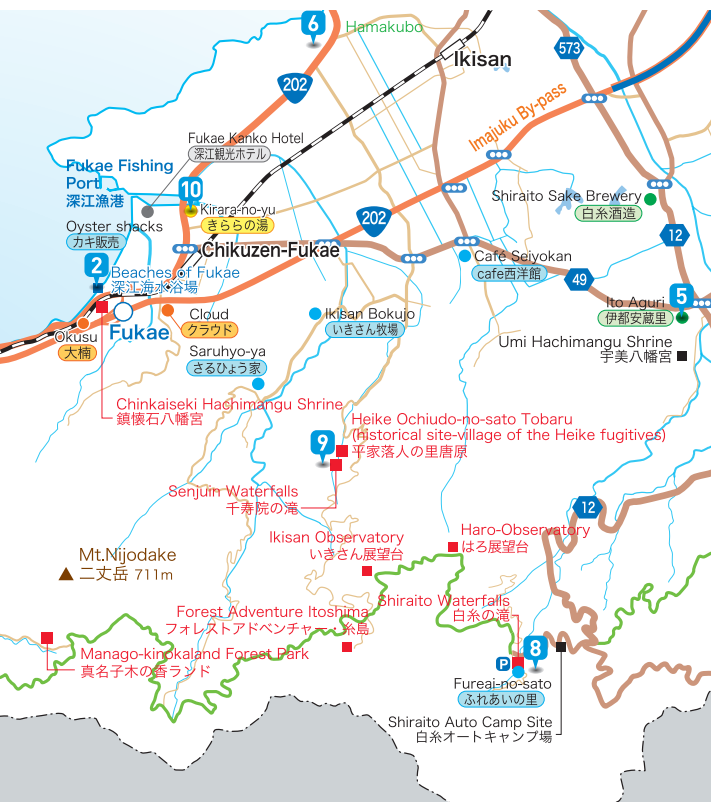 6
Hamakubo
Ikisan
573
202
Imajuku By-pass
Fukae Kanko Hotel
深江観光ホテル
Fukae Fishing
Port
深江漁港
10
Kirara-no-yu
きららの湯
Shiraito Sake Brewery
白糸酒造
202
Oyster shacks
カキ販売
12
Chikuzen-Fukae
Café Seiyokan
cafe西洋館
2
Beaches of Fukae
深江海水浴場
49
5
Ito Aguri
伊都安蔵里
Fukae
Cloud
クラウド
Ikisan Bokujo
いきさん牧場
Okusu
大楠
Umi Hachimangu Shrine
宇美八幡宮
Saruhyo-ya
さるひょう家
Chinkaiseki Hachimangu Shrine
鎮懐石八幡宮
Heike Ochiudo-no-sato Tobaru
(historical site-village of the Heike fugitives)
平家落人の里唐原
9
Senjuin Waterfalls
千寿院の滝
12
Ikisan Observatory
いきさん展望台
Haro-Observatory
はろ展望台
Mt.Nijodake
二丈岳 711m
Shiraito Waterfalls
白糸の滝
Forest Adventure Itoshima
フォレストアドベンチャー・糸島
Manago-kinokaland Forest Park
真名子木の香ランド
8
P
Fureai-no-sato
ふれあいの里
Shiraito Auto Camp Site
白糸オートキャンプ場